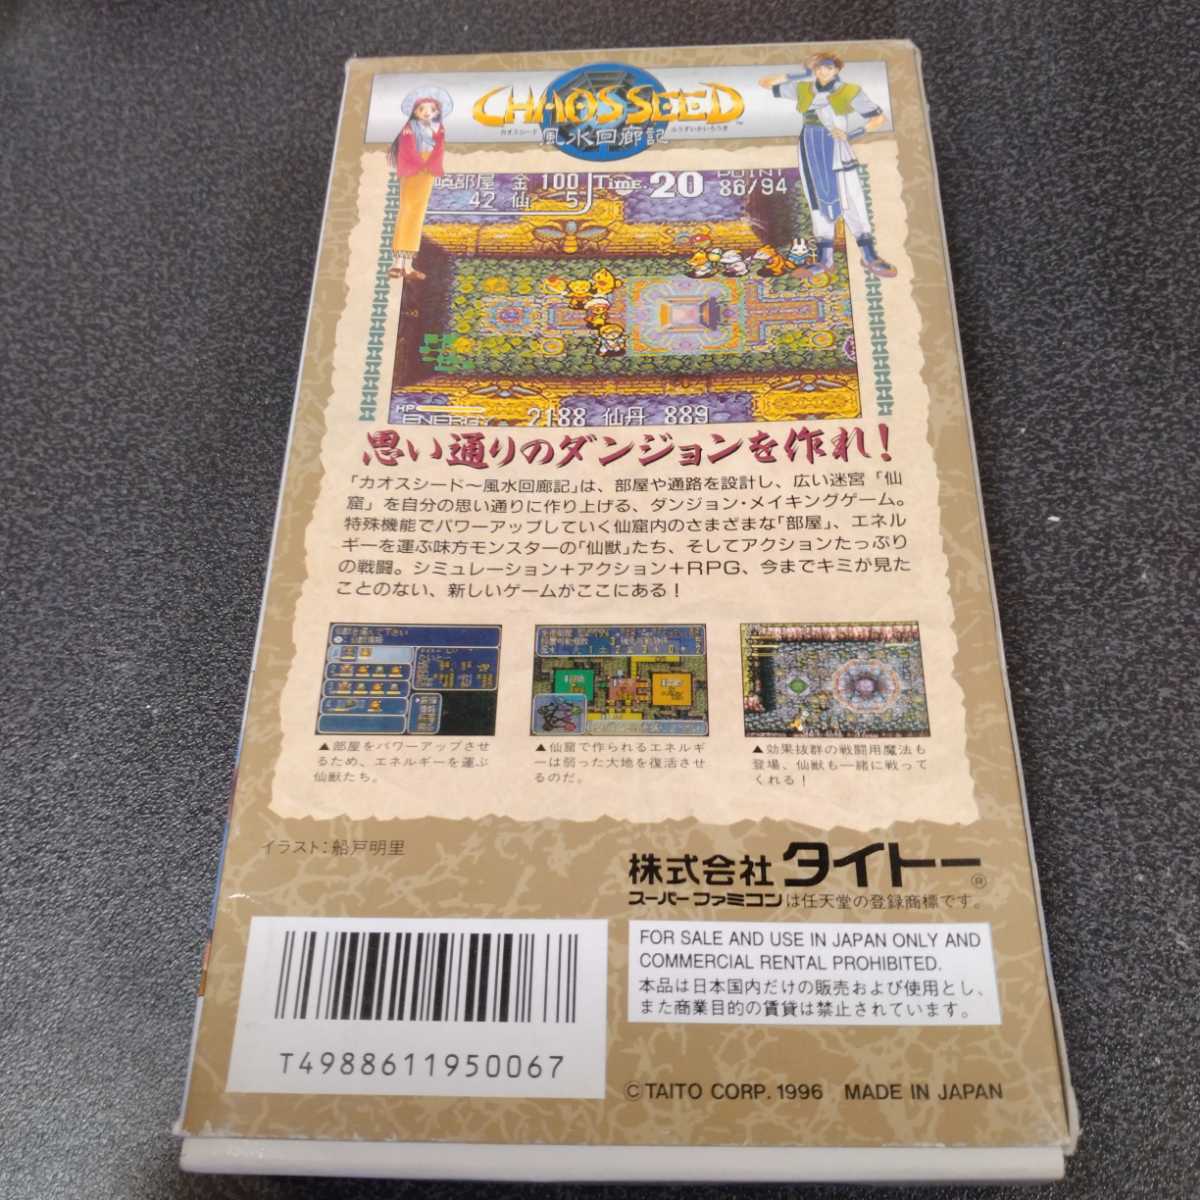 CHAOS SEED™
カオスシード ふうすいかいろうき
風水回廊記
部屋 金 100 TIME 20 POINT
42 仙 5 86/94
HP
ENERGY 2188 仙丹 889
思い通りのダンジョンを作れ!
「カオスシード〜風水回廊記」は、部屋や通路を設計し、広い迷宮「仙
窟」を自分の思い通りに作り上げる、ダンジョン・メイキングゲーム。
特殊機能でパワーアップしていく仙窟内のさまざまな「部屋」、エネル
ギーを運ぶ味方モンスターの「仙獣」たち、そしてアクションたっぷり
の戦闘。シミュレーション+アクション+RPG、今までキミが見た
ことのない、新しいゲームがここにある!
▲部屋をパワーアップさせ
るため、エネルギーを運ぶ
仙獣たち。
▲仙窟で作られるエネルギ
ーは弱った大地を復活させ
るのだ。
▲効果抜群の戦闘用魔法も
登場、仙獣も一緒に戦って
くれる!
イラスト:船戸明里
株式会社 タイトー®
スーパーファミコンは任天堂の登録商標です。
FOR SALE AND USE IN JAPAN ONLY AND
COMMERCIAL RENTAL PROHIBITED.
本品は日本国内だけの販売および使用とし、
また商業目的の賃貸は禁止されています。
T4988611950067
©TAITO CORP. 1996 MADE IN JAPAN